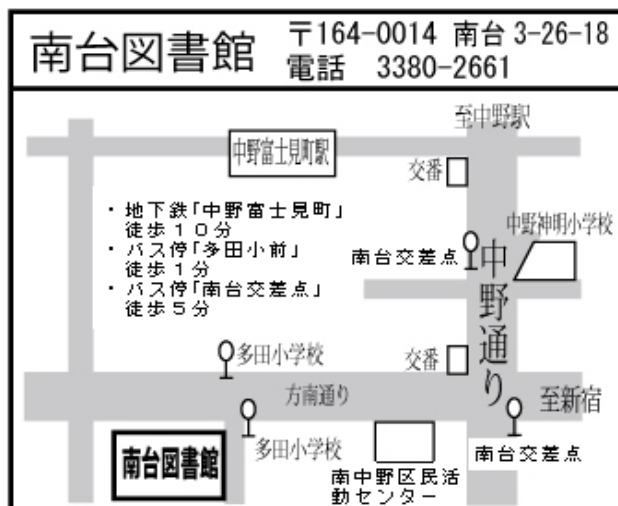 南台図書館
〒164-0014 南台 3-26-18
電話 3380-2661
至中野駅
中野富士見町駅
交番
・ 地下鉄「中野富士見町」
徒歩１０分
・ バス停「多田小前」
徒歩１分
・ バス停「南台交差点」
徒歩５分
中野神明小学校
南台交差点
中野通り
多田小学校
交番
方南通り
至新宿
多田小学校
南台交差点
南台図書館
南中野区民活
動センター